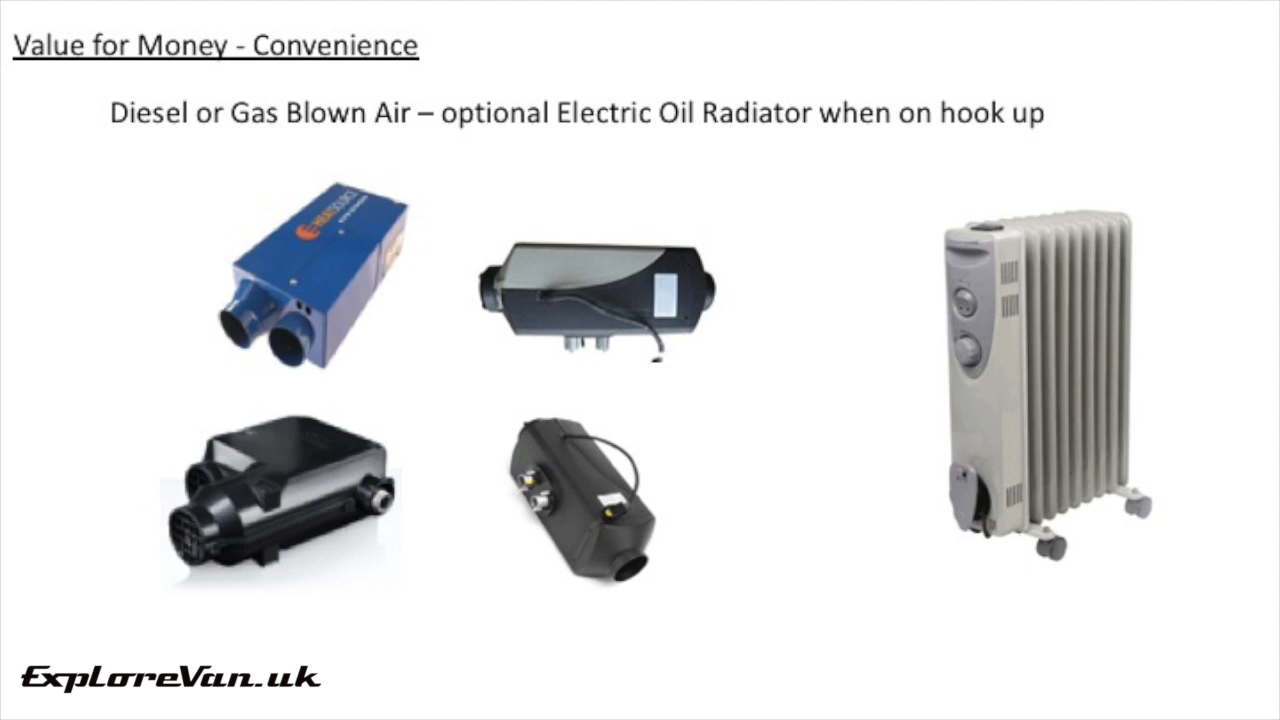 Value for Money - Convenience
Diesel or Gas Blown Air – optional Electric Oil Radiator when on hook up
HEATSOURCE
ExploreVan.uk